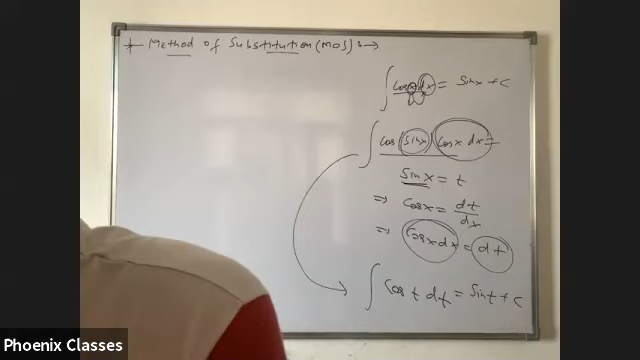 * Method of Substitution (MOS) :→
∫ cos x dx = Sin x + C
∫ cos (sin x) cos x dx =
Sin x = t
⇒ Cos x = dt/dx
⇒ Cos x dx = dt
∫ Cos t dt = Sin t + C
Phoenix Classes